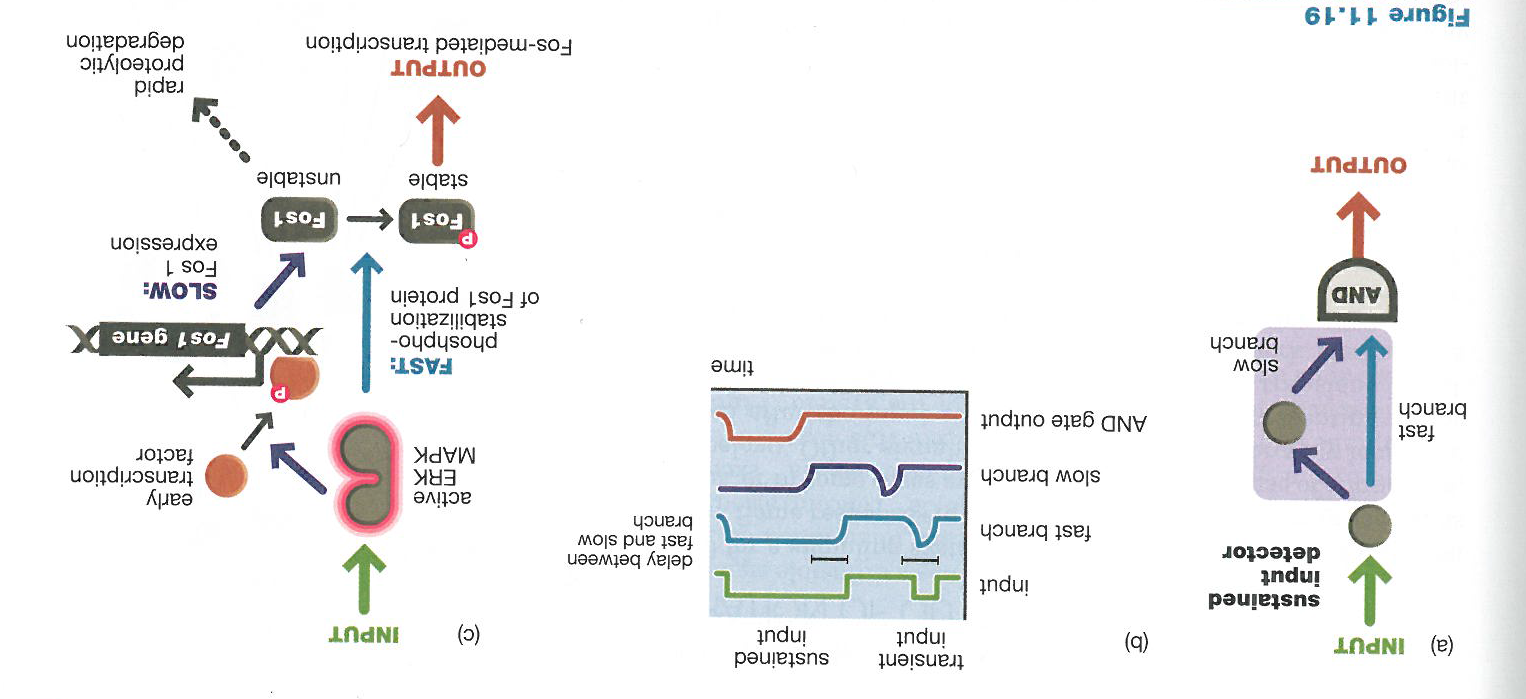 (a)
INPUT
sustained
input
detector
fast
branch
slow
branch
AND
OUTPUT
(b)
transient
input
sustained
input
input
fast branch
slow branch
AND gate output
delay between
fast and slow
branch
time
(c)
INPUT
active
ERK
MAPK
early
transcription
factor
P
Fos1 gene
FAST:
phoshpho-
stabilization
of Fos1 protein
SLOW:
Fos 1
expression
P
Fos1
stable
Fos1
unstable
OUTPUT
Fos-mediated transcription
rapid
proteolytic
degradation
Figure 11.19